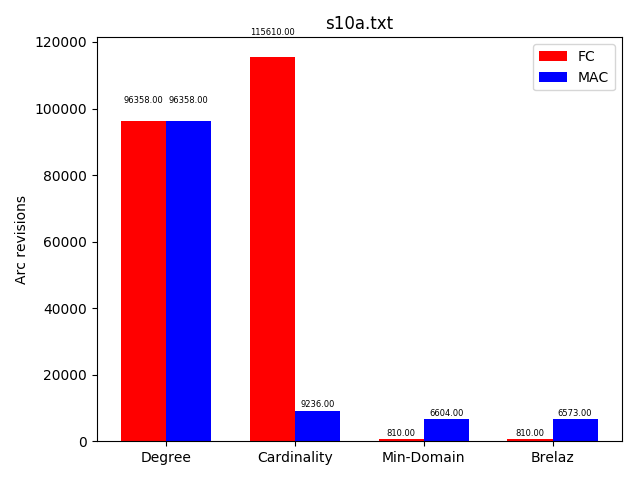 s10a.txt
FC
MAC
Arc revisions
120000
100000
80000
60000
40000
20000
0
96358.00
96358.00
115610.00
9236.00
810.00
6604.00
810.00
6573.00
Degree
Cardinality
Min-Domain
Brelaz